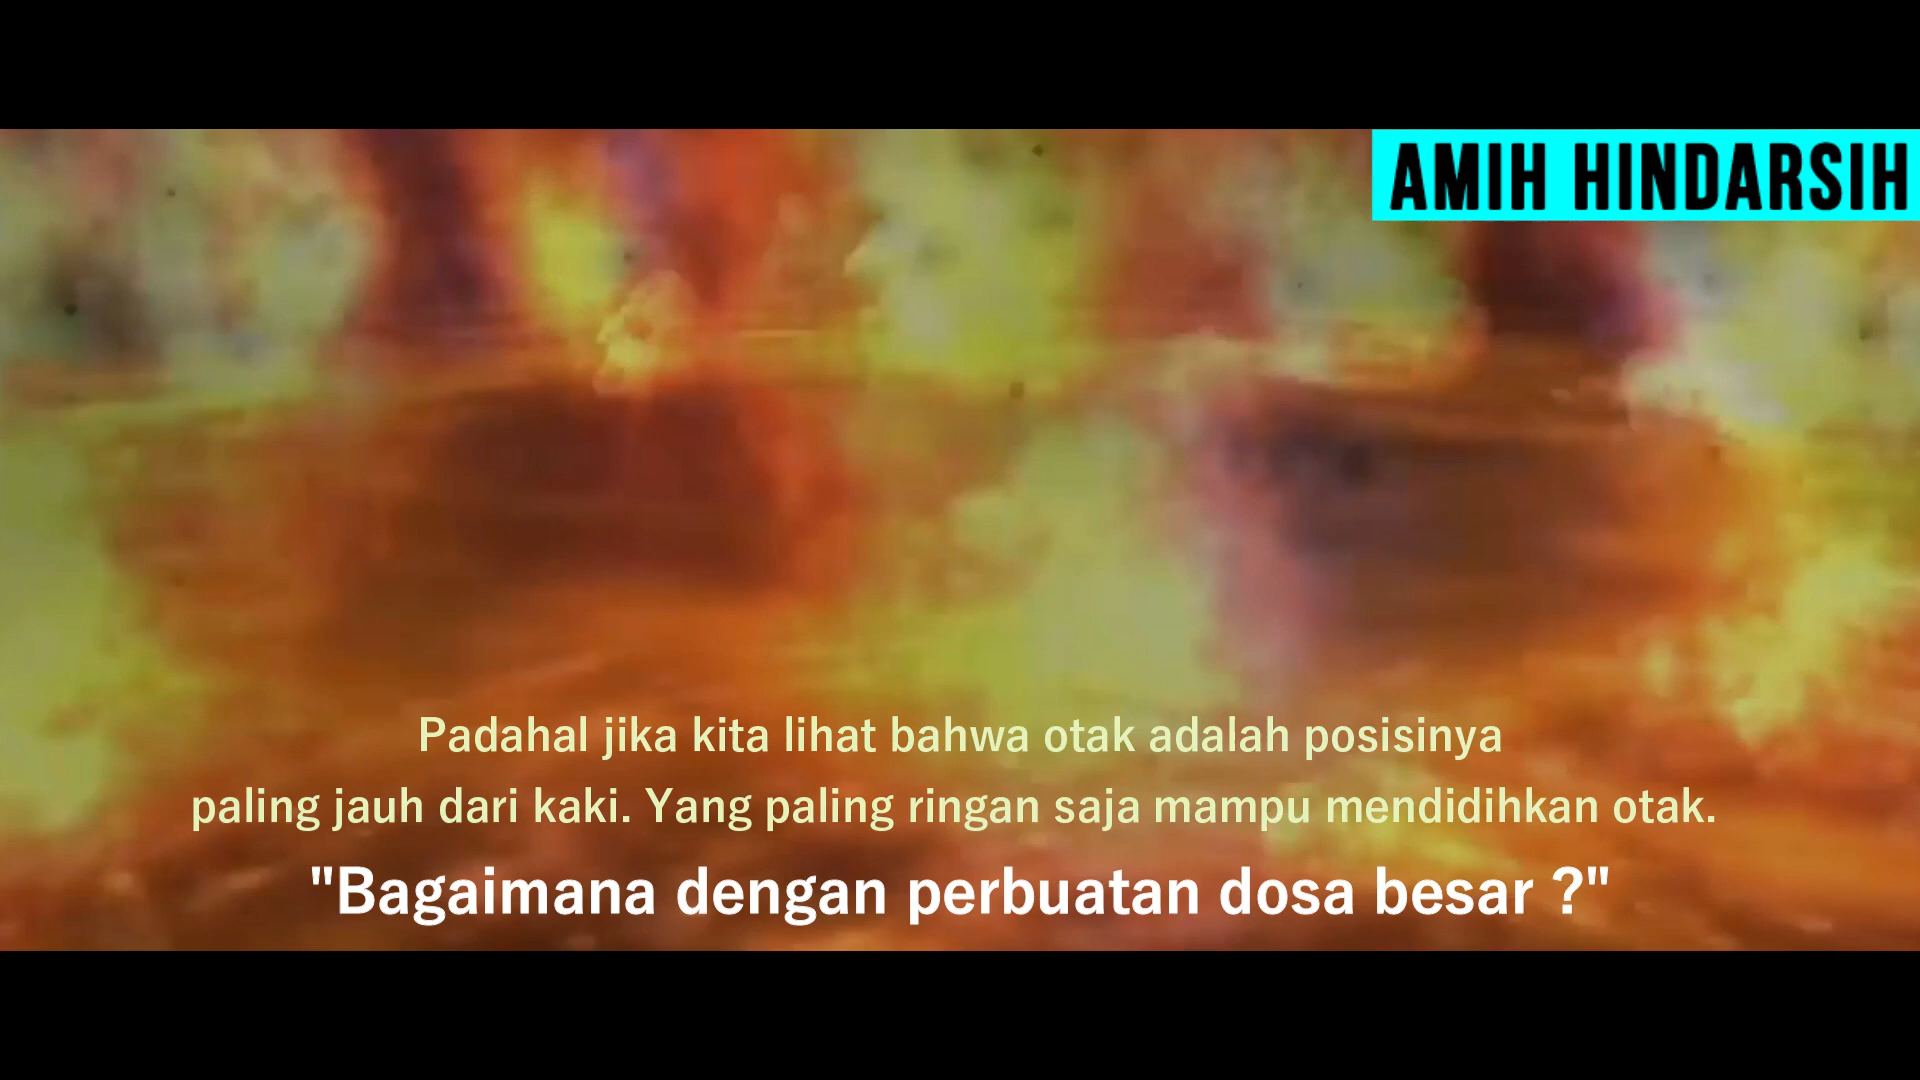 AMIH HINDARSIH
Padahal jika kita lihat bahwa otak adalah posisinya
paling jauh dari kaki. Yang paling ringan saja mampu mendidihkan otak.
"Bagaimana dengan perbuatan dosa besar ?"